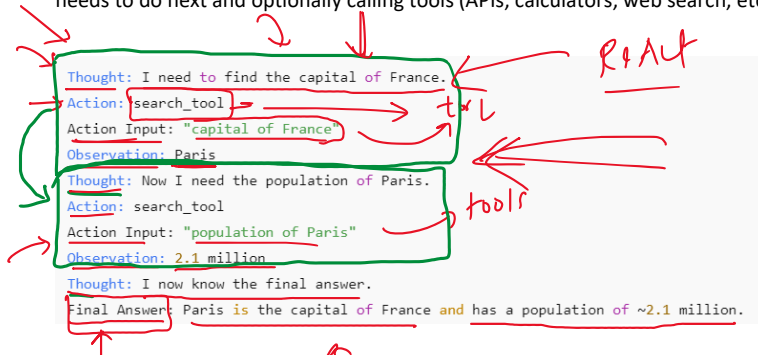 needs to do next and optionally calling tools (APIs, calculators, web search, etc
ReAct
Thought: I need to find the capital of France.
Action: search_tool
Action Input: "capital of France"
Observation: Paris
Thought: Now I need the population of Paris.
Action: search_tool
tools
Action Input: "population of Paris"
Observation: 2.1 million
Thought: I now know the final answer.
Final Answer: Paris is the capital of France and has a population of ~2.1 million.